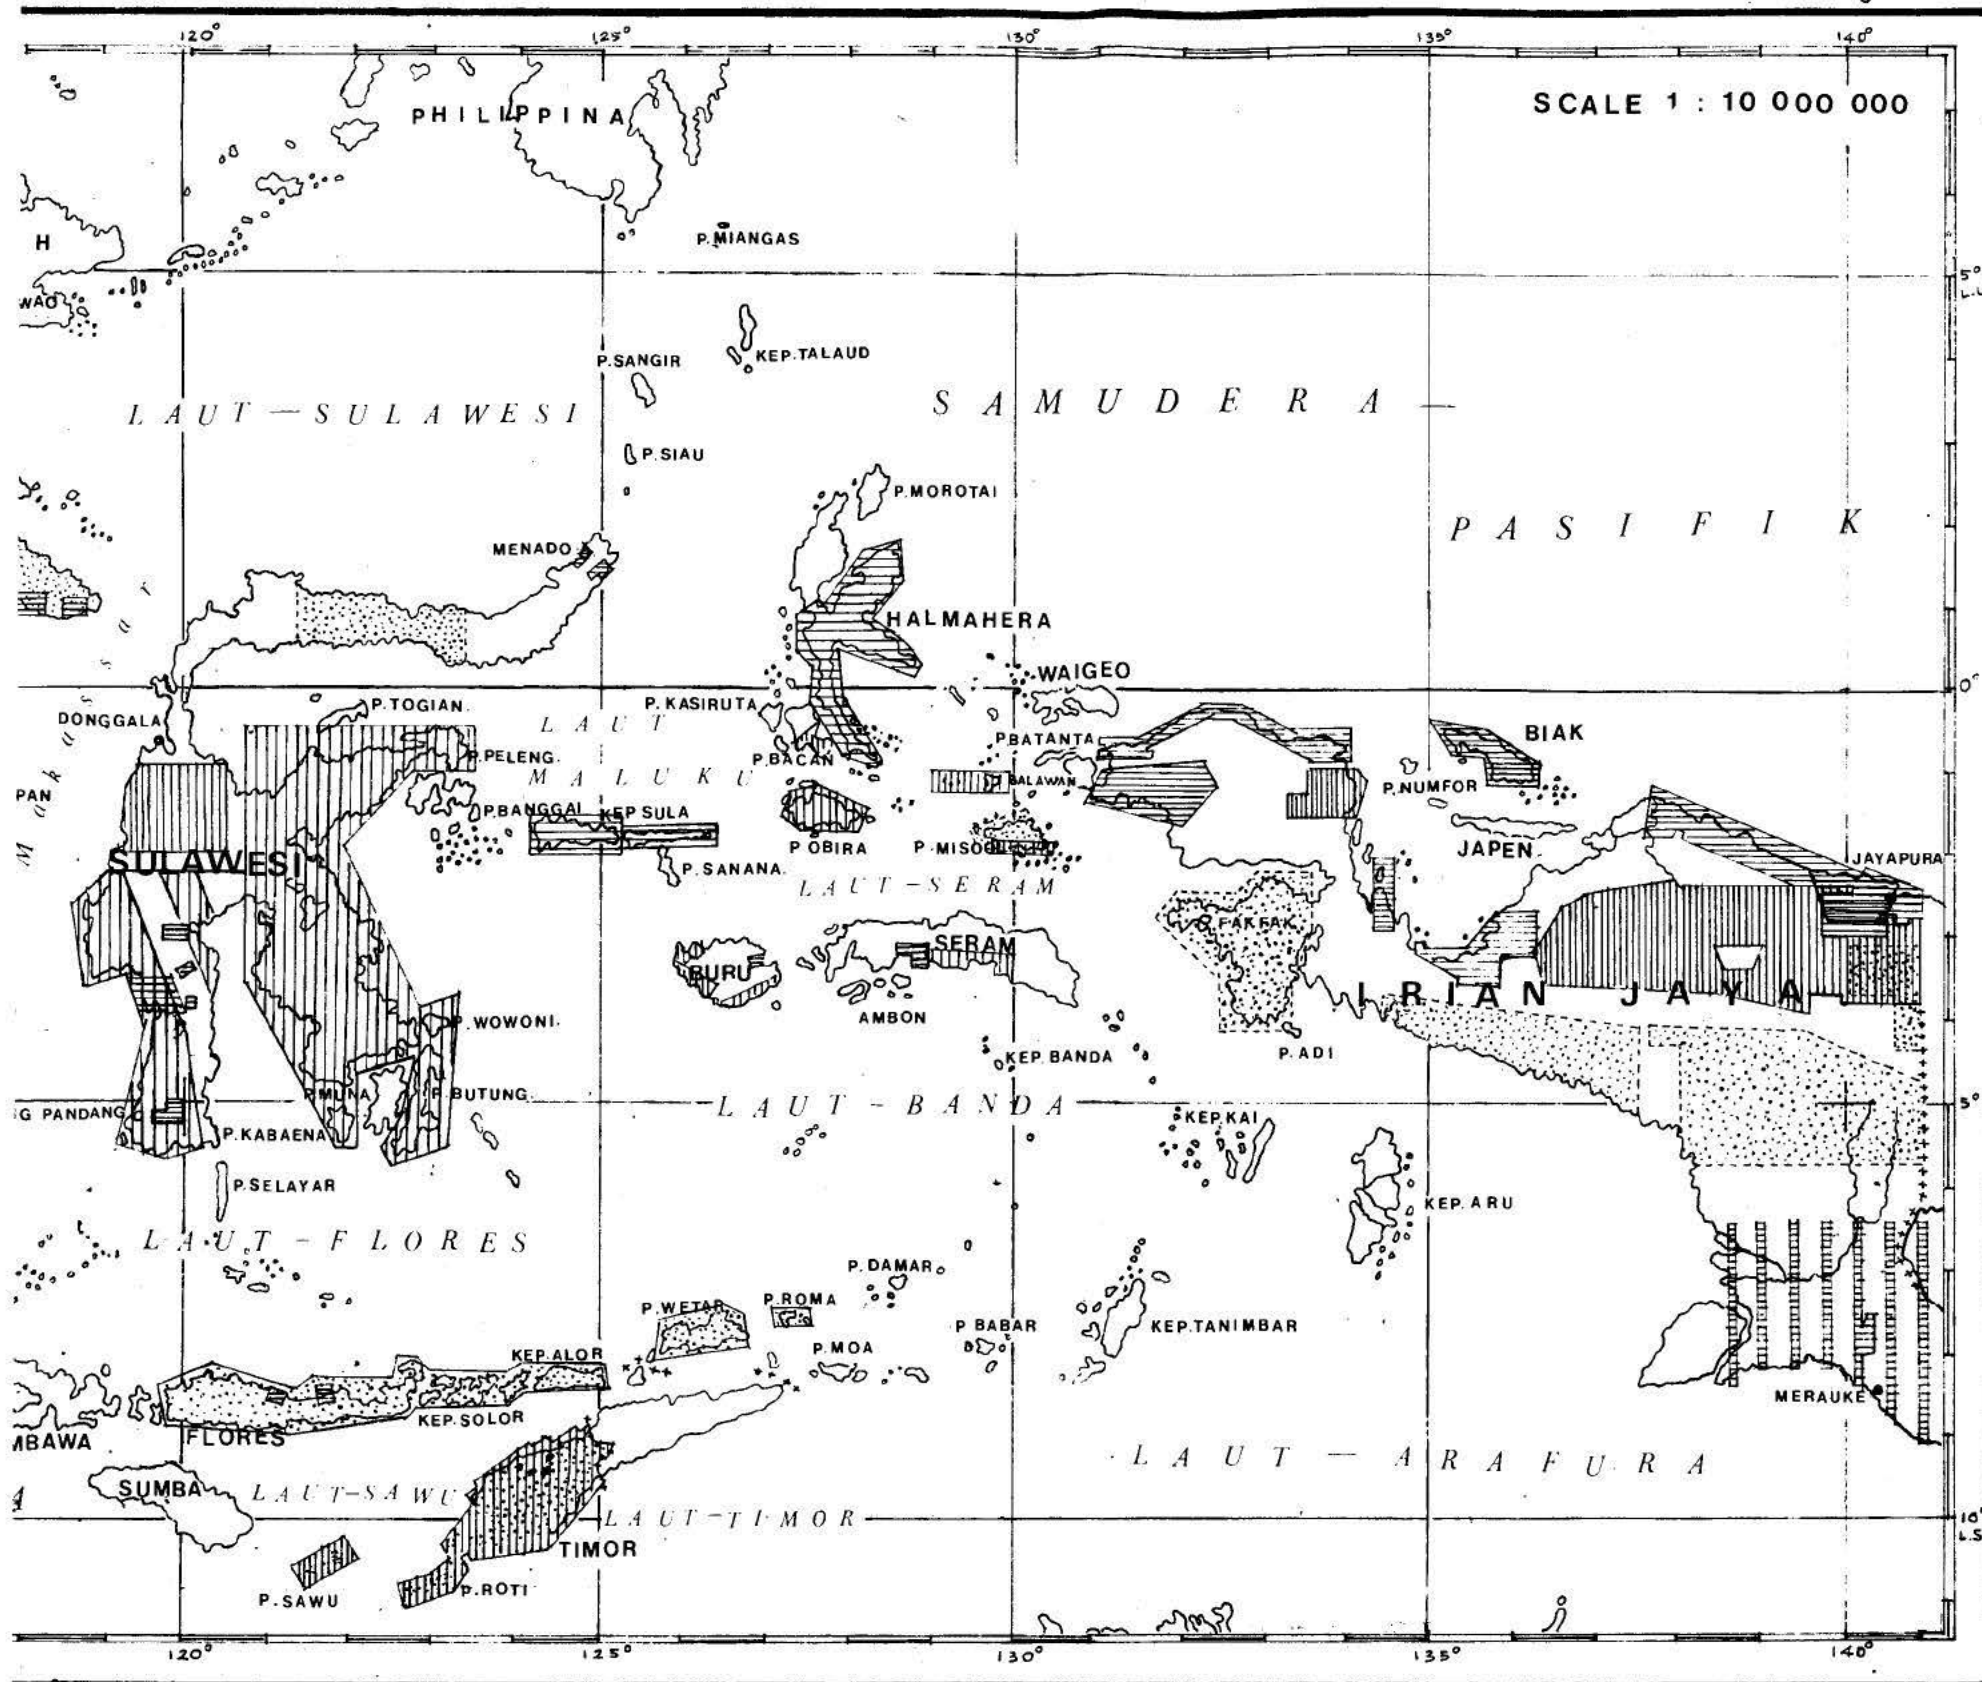 120° 125° 130° 135° 140°
SCALE 1 : 10 000 000
PHILIPPINA
H
P.MIANGAS
5°
WAO
L.U
KEP.TALAUD
P.SANGIR
LAUT — SULAWESI
SAMUDERA —
P.SIAU
P.MOROTAI
PASIFIK
MENADO
HALMAHERA
WAIGEO
0°
P.TOGIAN.
P. KASIRUTA
DONGGALA
LAUT
MALUKU
P.BATANTA
BIAK
P.PELENG.
P.BACAN
SALAWAN
P.NUMFOR
PAN
Makassar
P.BANGGAI
KEP SULA
P OBIRA
P. MISOOL
JAPEN
JAYAPURA
SULAWESI
P. SANANA.
LAUT - SERAM
FAKFAK
SERAM
BURU
IRIAN JAYA
AMBON
P.WOWONI.
KEP.BANDA
P. ADI
P.MUNA
P.BUTUNG.
LAUT - BANDA
5°
G PANDANG
KEP.KAI
P.KABAENA
P.SELAYAR
KEP.ARU
LAUT - FLORES
P.DAMAR
P.WETAR
P.ROMA
P BABAR
KEP.TANIMBAR
P.MOA
KEP.ALOR
MERAUKE
KEP.SOLOR
MBAWA
FLORES
LAUT — ARAFURA
SUMBA
LAUT-SAWU
A
LAUT-TIMOR
10°
L.S
TIMOR
P.SAWU
P.ROTI
120° 125° 130° 135° 140°